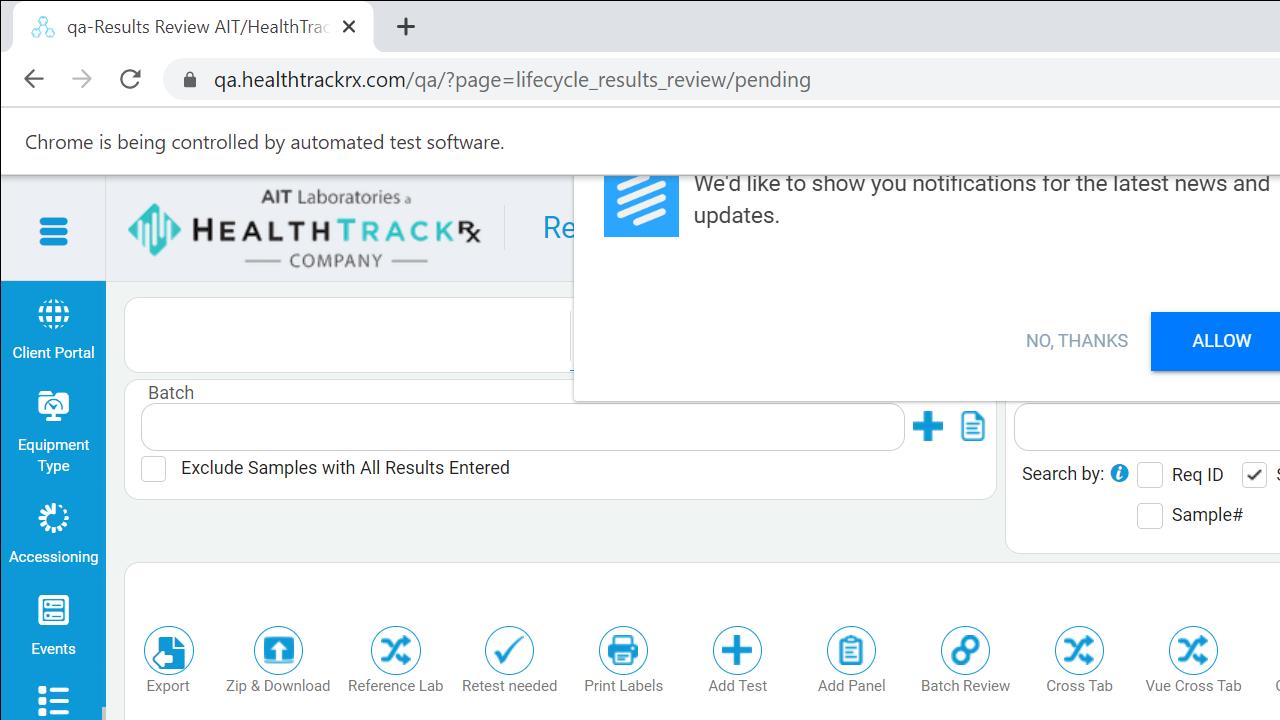 qa-Results Review AIT/HealthTrac
qa.healthtrackrx.com/qa/?page=lifecycle_results_review/pending
Chrome is being controlled by automated test software.
AIT Laboratories a
HEALTHTRACKRx
COMPANY
Re
We'd like to show you notifications for the latest news and
updates.
NO, THANKS
ALLOW
Client Portal
Equipment
Type
Accessioning
Events
Batch
Exclude Samples with All Results Entered
Search by:
Req ID
Sample#
Export
Zip & Download
Reference Lab
Retest needed
Print Labels
Add Test
Add Panel
Batch Review
Cross Tab
Vue Cross Tab